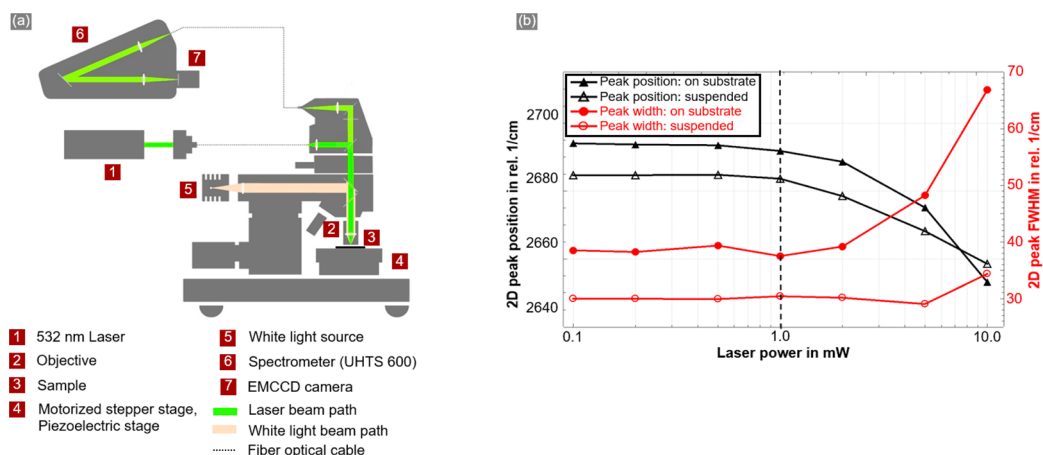 (a)
6
7
1
5
2
3
4
1 532 nm Laser
2 Objective
3 Sample
4 Motorized stepper stage,
Piezoelectric stage
5 White light source
6 Spectrometer (UHTS 600)
7 EMCCD camera
Laser beam path
White light beam path
Fiber optical cable
(b)
Peak position: on substrate
Peak position: suspended
Peak width: on substrate
Peak width: suspended
2D peak position in rel. 1/cm
2700
2680
2660
2640
2D peak FWHM in rel. 1/cm
70
60
50
40
30
0.1
1.0
10.0
Laser power in mW